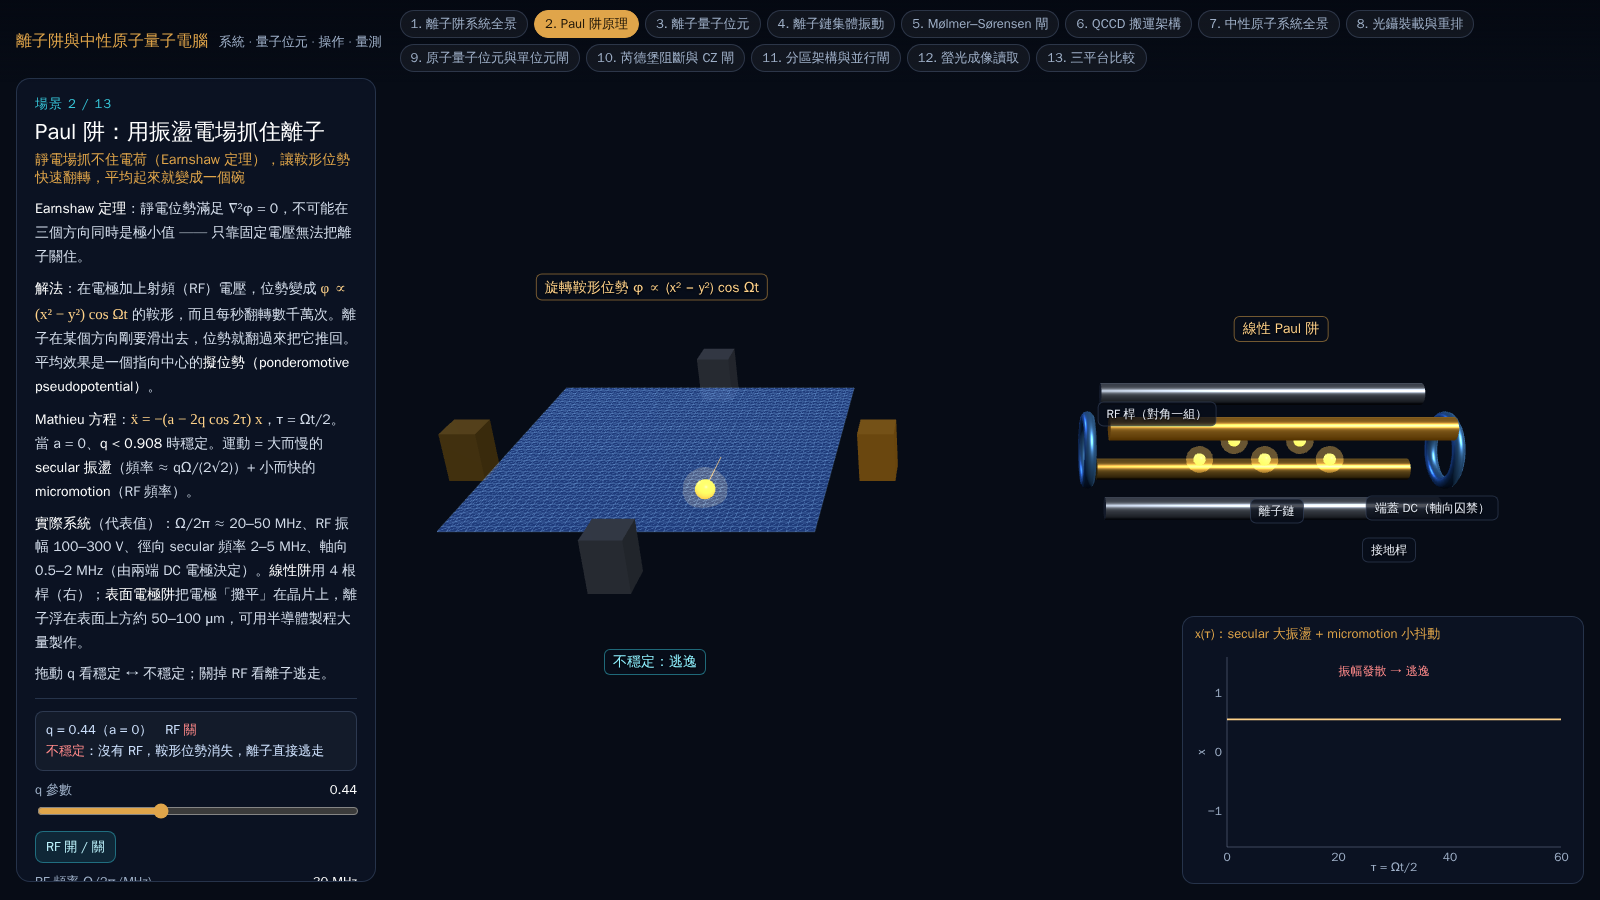 離子阱與中性原子量子電腦 系統 · 量子位元 · 操作 · 量測
1. 離子阱系統全景
2. Paul 阱原理
3. 離子量子位元
4. 離子鏈集體振動
5. Mølmer–Sørensen 閘
6. QCCD 搬運架構
7. 中性原子系統全景
8. 光鑷裝載與重排
9. 原子量子位元與單位元閘
10. 芮德堡阻斷與 CZ 閘
11. 分區架構與並行閘
12. 螢光成像讀取
13. 三平台比較
場景 2 / 13
Paul 阱：用振盪電場抓住離子
靜電場抓不住電荷（Earnshaw 定理），讓鞍形位勢
快速翻轉，平均起來就變成一個碗
Earnshaw 定理：靜電位勢滿足 ∇²φ = 0，不可能在
三個方向同時是極小值 —— 只靠固定電壓無法把離
子關住。
解法：在電極加上射頻（RF）電壓，位勢變成 φ ∝
(x² − y²) cos Ωt 的鞍形，而且每秒翻轉數千萬次。離
子在某個方向剛要滑出去，位勢就翻過來把它推回。
平均效果是一個指向中心的擬位勢（ponderomotive
pseudopotential）。
Mathieu 方程：ẍ = −(a − 2q cos 2τ) x，τ = Ωt/2。
當 a = 0、q < 0.908 時穩定。運動 = 大而慢的
secular 振盪（頻率 ≈ qΩ/(2√2)）+ 小而快的
micromotion（RF 頻率）。
實際系統（代表值）：Ω/2π ≈ 20–50 MHz、RF 振
幅 100–300 V、徑向 secular 頻率 2–5 MHz、軸向
0.5–2 MHz（由兩端 DC 電極決定）。線性阱用 4 根
桿（右）；表面電極阱把電極「攤平」在晶片上，離
子浮在表面上方約 50–100 μm，可用半導體製程大
量製作。
拖動 q 看穩定 ↔ 不穩定；關掉 RF 看離子逃走。
q = 0.44（a = 0） RF 關
不穩定：沒有 RF，鞍形位勢消失，離子直接逃走
q 參數 0.44
RF 開 / 關
RF 頻率 Ω/2π (MHz) 30 MHz
旋轉鞍形位勢 φ ∝ (x² − y²) cos Ωt
不穩定：逃逸
線性 Paul 阱
RF 桿（對角一組）
離子鏈
端蓋 DC（軸向囚禁）
接地桿
x(τ)：secular 大振盪 + micromotion 小抖動
振幅發散 → 逃逸
1
x 0
−1
0 20 40 60
τ = Ωt/2